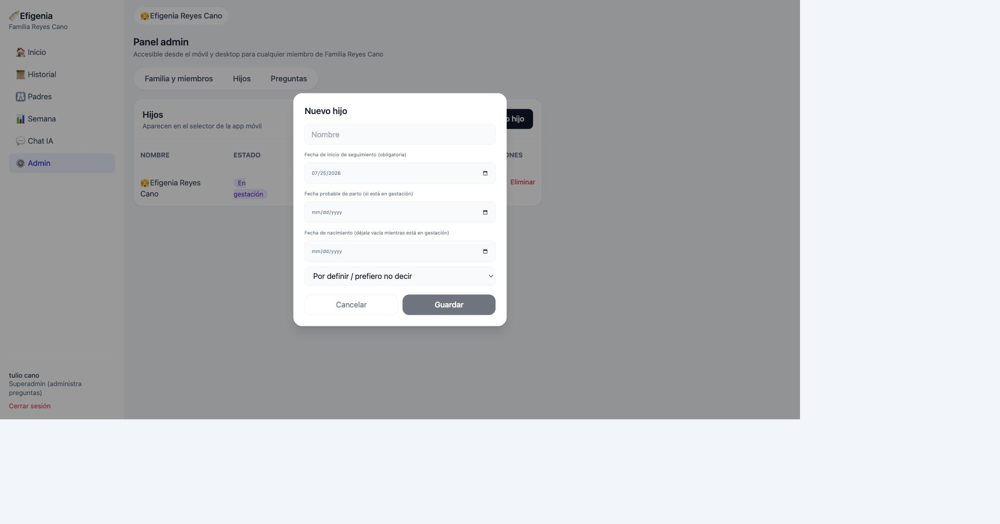 Efigenia
Familia Reyes Cano
Inicio
Historial
Padres
Semana
Chat IA
Admin
tulio cano
Superadmin (administra
preguntas)
Cerrar sesión
Efigenia Reyes Cano
Panel admin
Accesible desde el móvil y desktop para cualquier miembro de Familia Reyes Cano
Familia y miembros
Hijos
Preguntas
Hijos
Aparecen en el selector de la app móvil
o hijo
NOMBRE
ESTADO
ONES
Efigenia Reyes
Cano
En
gestación
Eliminar
Nuevo hijo
Nombre
Fecha de inicio de seguimiento (obligatoria)
07/25/2026
Fecha probable de parto (si está en gestación)
mm/dd/yyyy
Fecha de nacimiento (déjala vacía mientras está en gestación)
mm/dd/yyyy
Por definir / prefiero no decir
Cancelar
Guardar